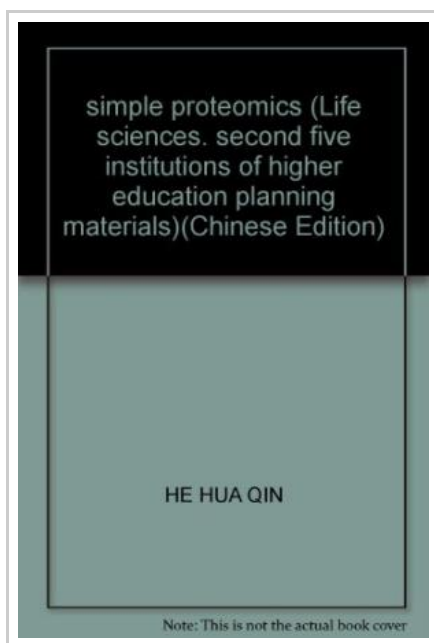 simple proteomics (Life
sciences. second five
institutions of higher
education planning
materials)(Chinese Edition)
HE HUA QIN
Note: This is not the actual book cover